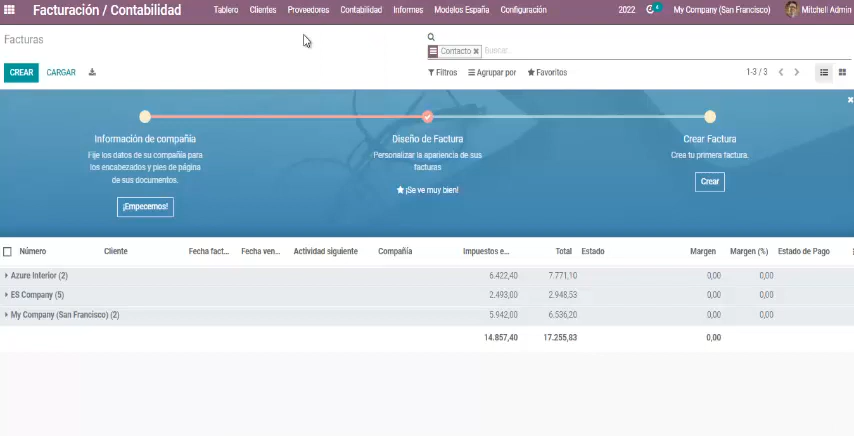 Facturación / Contabilidad Tablero Clientes Proveedores Contabilidad Informes Modelos España Configuración 2022 4 My Company (San Francisco) Mitchell Admin
Facturas
Contacto Buscar...
CREAR CARGAR Filtros Agrupar por Favoritos 1-3 / 3
Información de compañía Diseño de Factura Crear Factura
Fije los datos de su compañía para Personalizar la apariencia de sus Crea tu primera factura.
los encabezados y pies de página facturas
de sus documentos.
¡Se ve muy bien! Crear
¡Empecemos!
Número Cliente Fecha fact... Fecha ven... Actividad siguiente Compañía Impuestos e... Total Estado Margen Margen (%) Estado de Pago
Azure Interior (2) 6.422,40 7.771,10 0,00 0,00
ES Company (5) 2.493,00 2.948,53 0,00 0,00
My Company (San Francisco) (2) 5.942,00 6.536,20 0,00 0,00
14.857,40 17.255,83 0,00